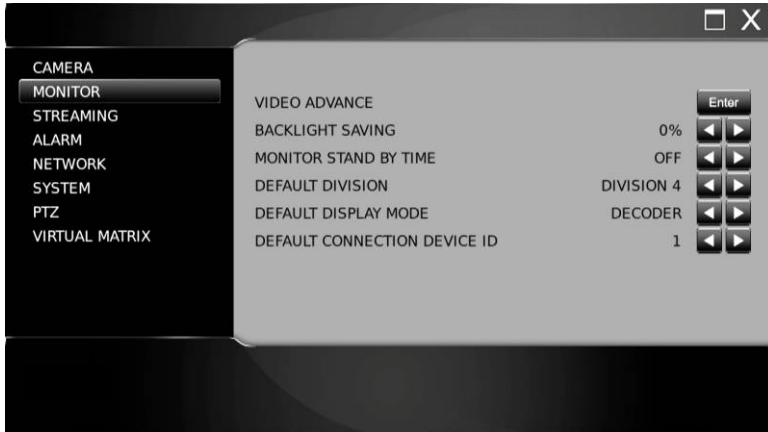 CAMERA
MONITOR
STREAMING
ALARM
NETWORK
SYSTEM
PTZ
VIRTUAL MATRIX
VIDEO ADVANCE Enter
BACKLIGHT SAVING 0%
MONITOR STAND BY TIME OFF
DEFAULT DIVISION DIVISION 4
DEFAULT DISPLAY MODE DECODER
DEFAULT CONNECTION DEVICE ID 1